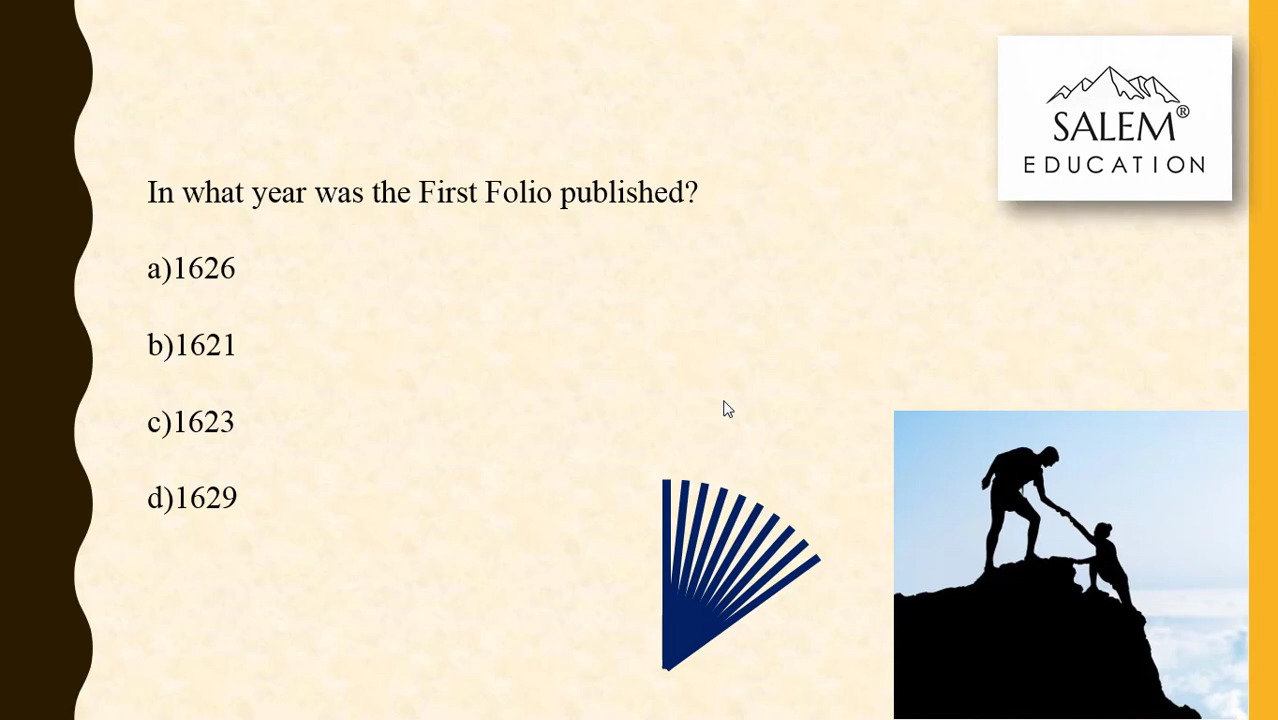 SALEM®
EDUCATION
In what year was the First Folio published?
a)1626
b)1621
c)1623
d)1629